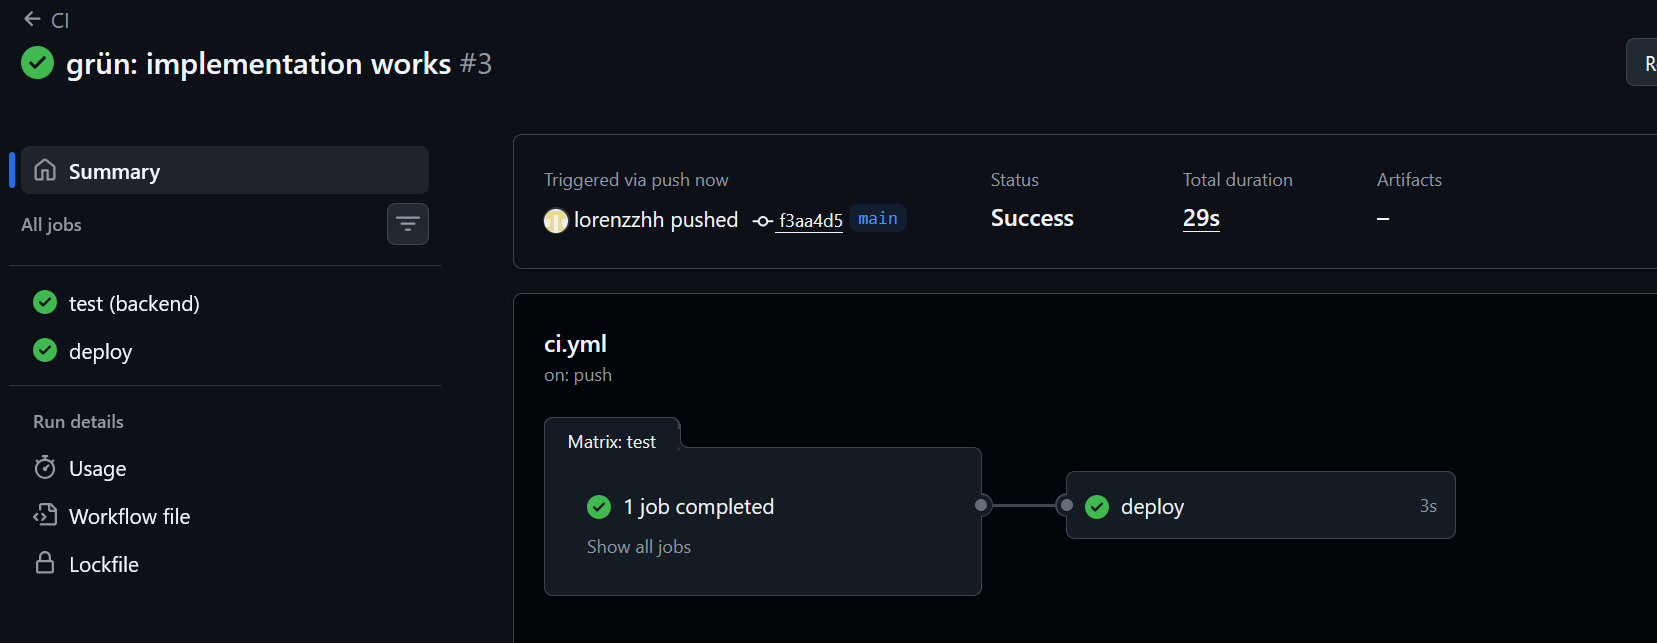 CI
grün: implementation works #3
Summary
All jobs
test (backend)
deploy
Run details
Usage
Workflow file
Lockfile
Triggered via push now
lorenzzhh pushed f3aa4d5 main
Status
Success
Total duration
29s
Artifacts
–
ci.yml
on: push
Matrix: test
1 job completed
Show all jobs
deploy 3s